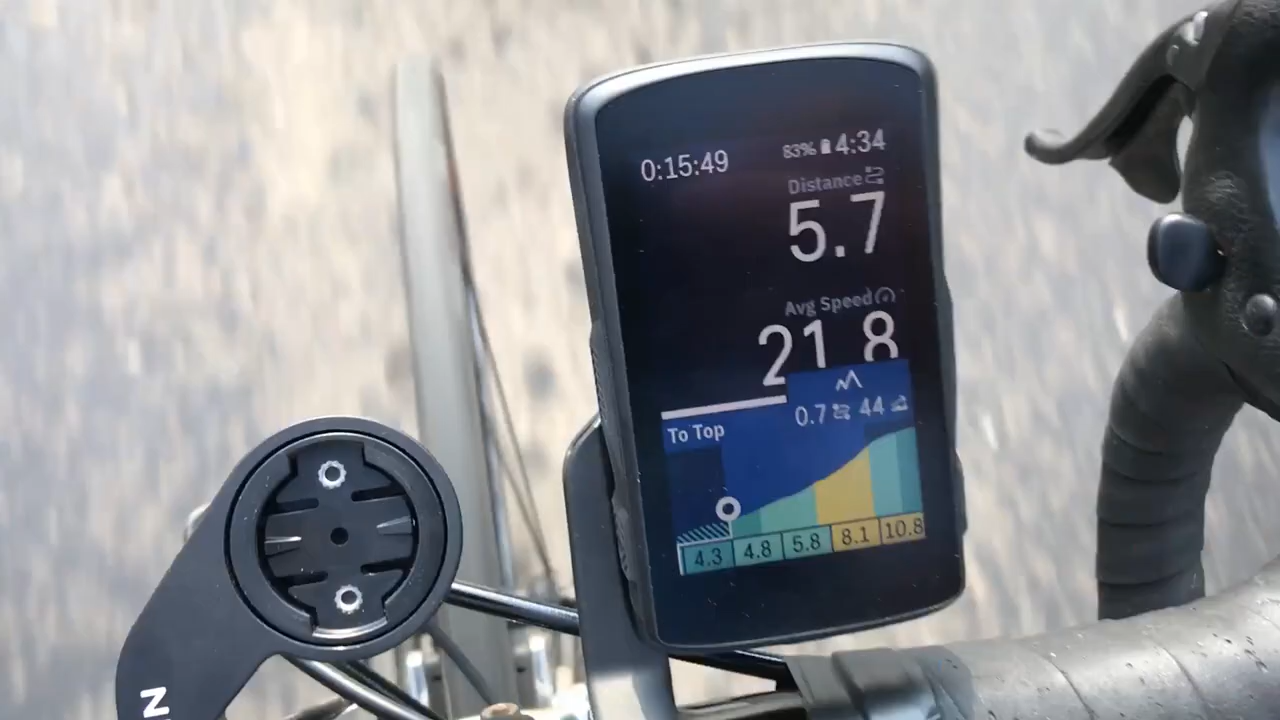 0:15:49 83% 4:34
Distance
5.7
Avg Speed
21.8
0.7 44
To Top
4.3 4.8 5.8 8.1 10.8
N